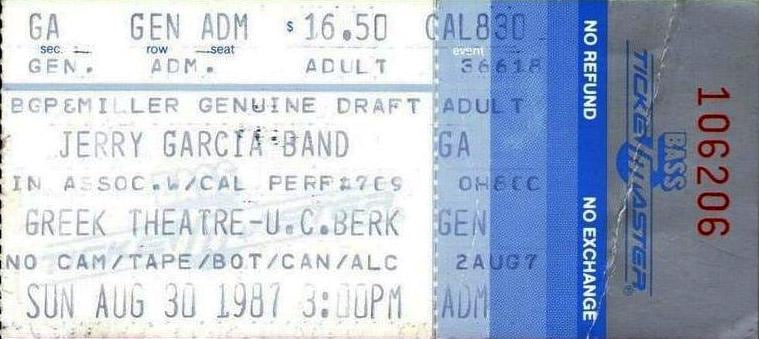 GA GEN ADM $ 16.50 CAL830
sec. row seat event
GEN. ADM. ADULT 36618
BGP&MILLER GENUINE DRAFT ADULT
JERRY GARCIA BAND GA
IN ASSOC.W/CAL PERF
GREEK THEATRE-U.C.BERK GEN
NO CAM/TAPE/BOT/CAN/ALC 2AUG7
SUN AUG 30 1987 3:00PM ADM
NO REFUND NO EXCHANGE
BASS
TICKETMASTER®
106206